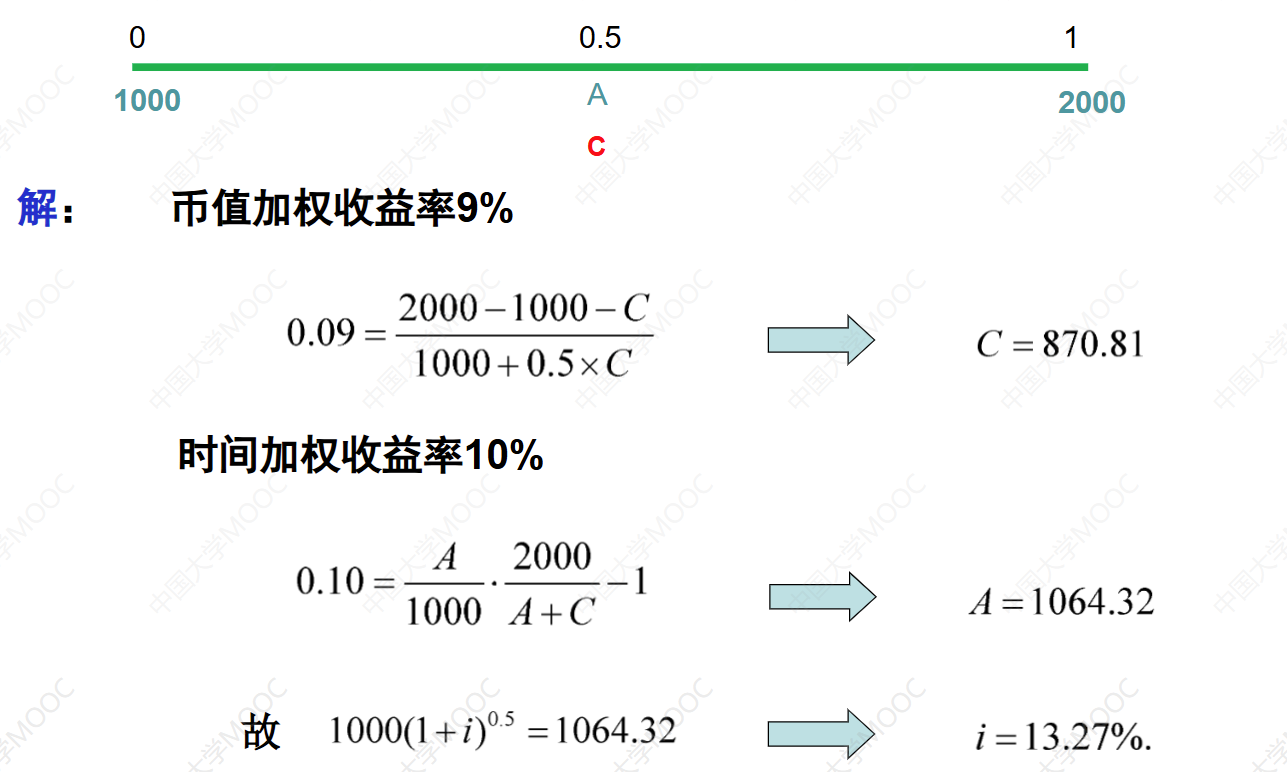 0 0.5 1
1000 A 2000
C
解： 币值加权收益率9%
0.09 = \frac{2000-1000-C}{1000+0.5×C} C = 870.81
时间加权收益率10%
0.10 = \frac{A}{1000} · \frac{2000}{A+C} -1 A = 1064.32
故 1000(1+i)^{0.5} = 1064.32 i = 13.27%.
中国大学MOOC